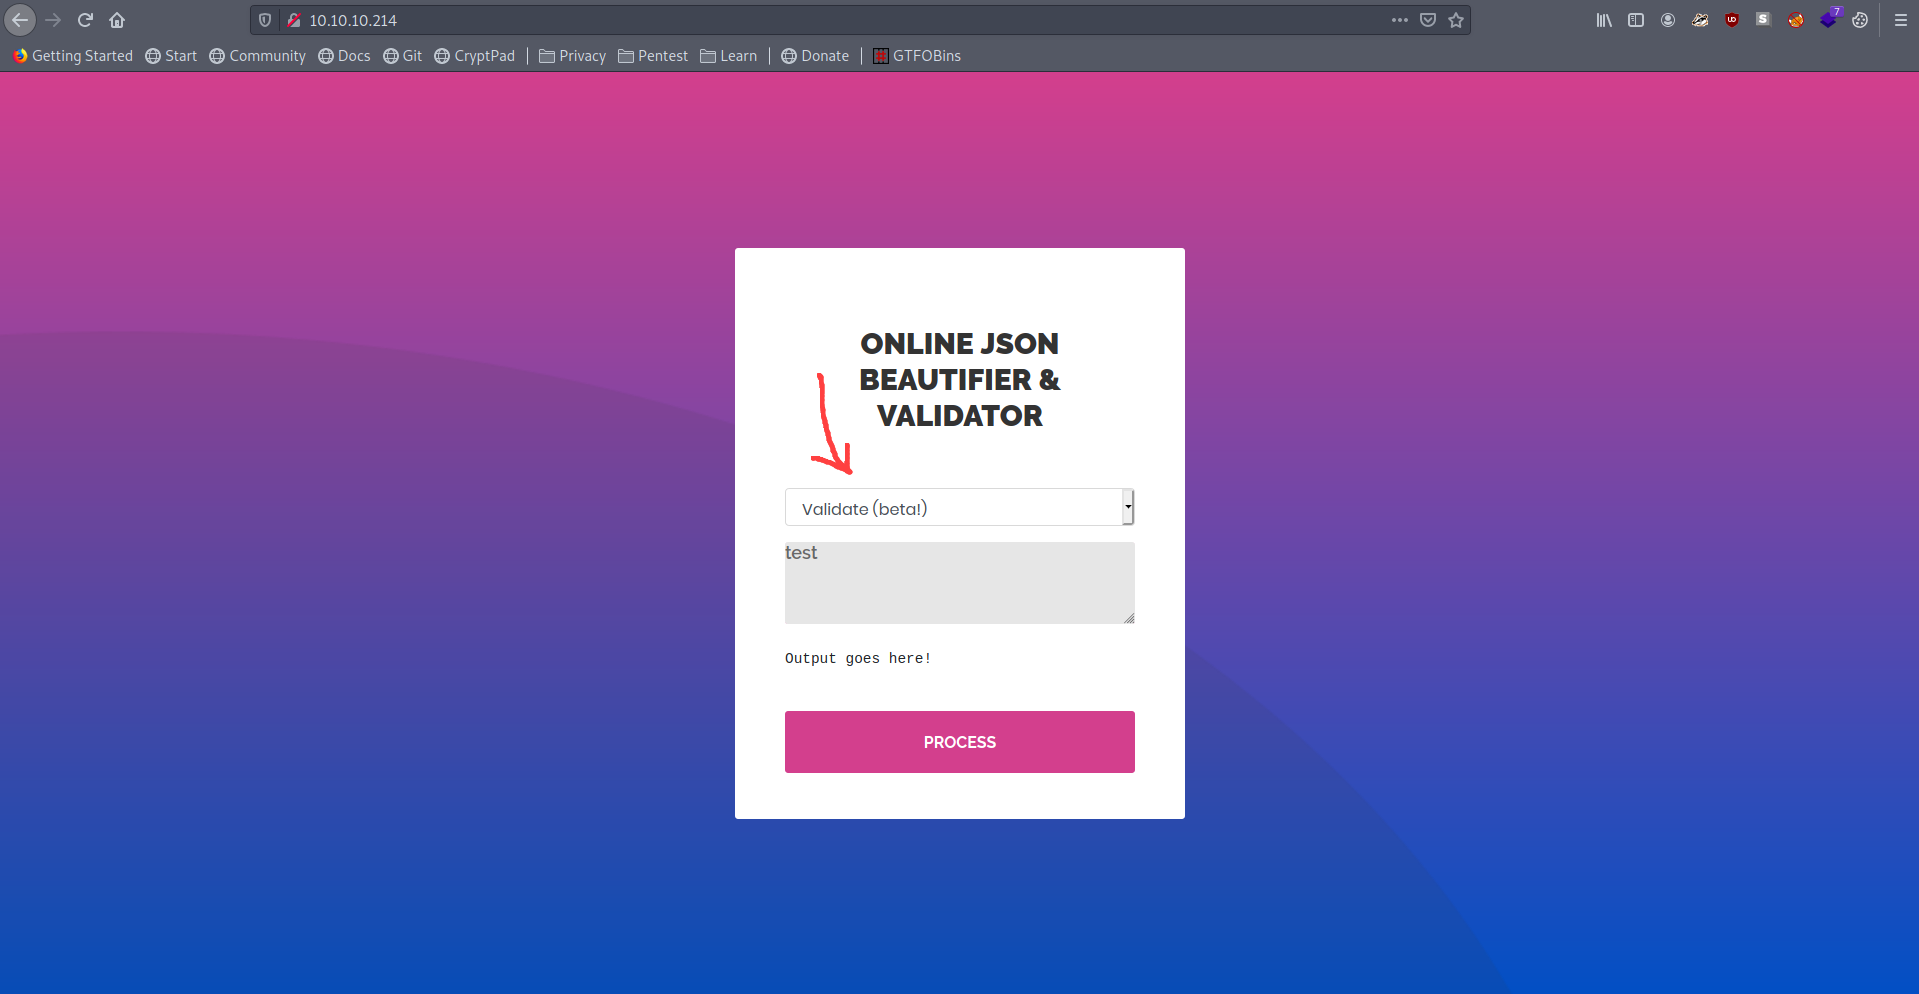 10.10.10.214
7
Getting Started Start Community Docs Git CryptPad Privacy Pentest Learn Donate GTFOBins
ONLINE JSON
BEAUTIFIER &
VALIDATOR
Validate (beta!)
test
Output goes here!
PROCESS